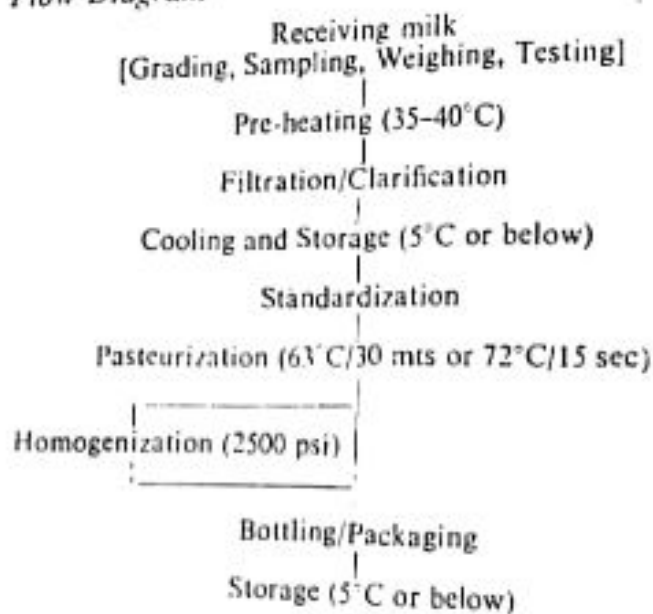 Flow Diagram
Receiving milk
[Grading, Sampling, Weighing, Testing]
Pre-heating (35–40°C)
Filtration/Clarification
Cooling and Storage (5°C or below)
Standardization
Pasteurization (63°C/30 mts or 72°C/15 sec)
Homogenization (2500 psi)
Bottling/Packaging
Storage (5°C or below)